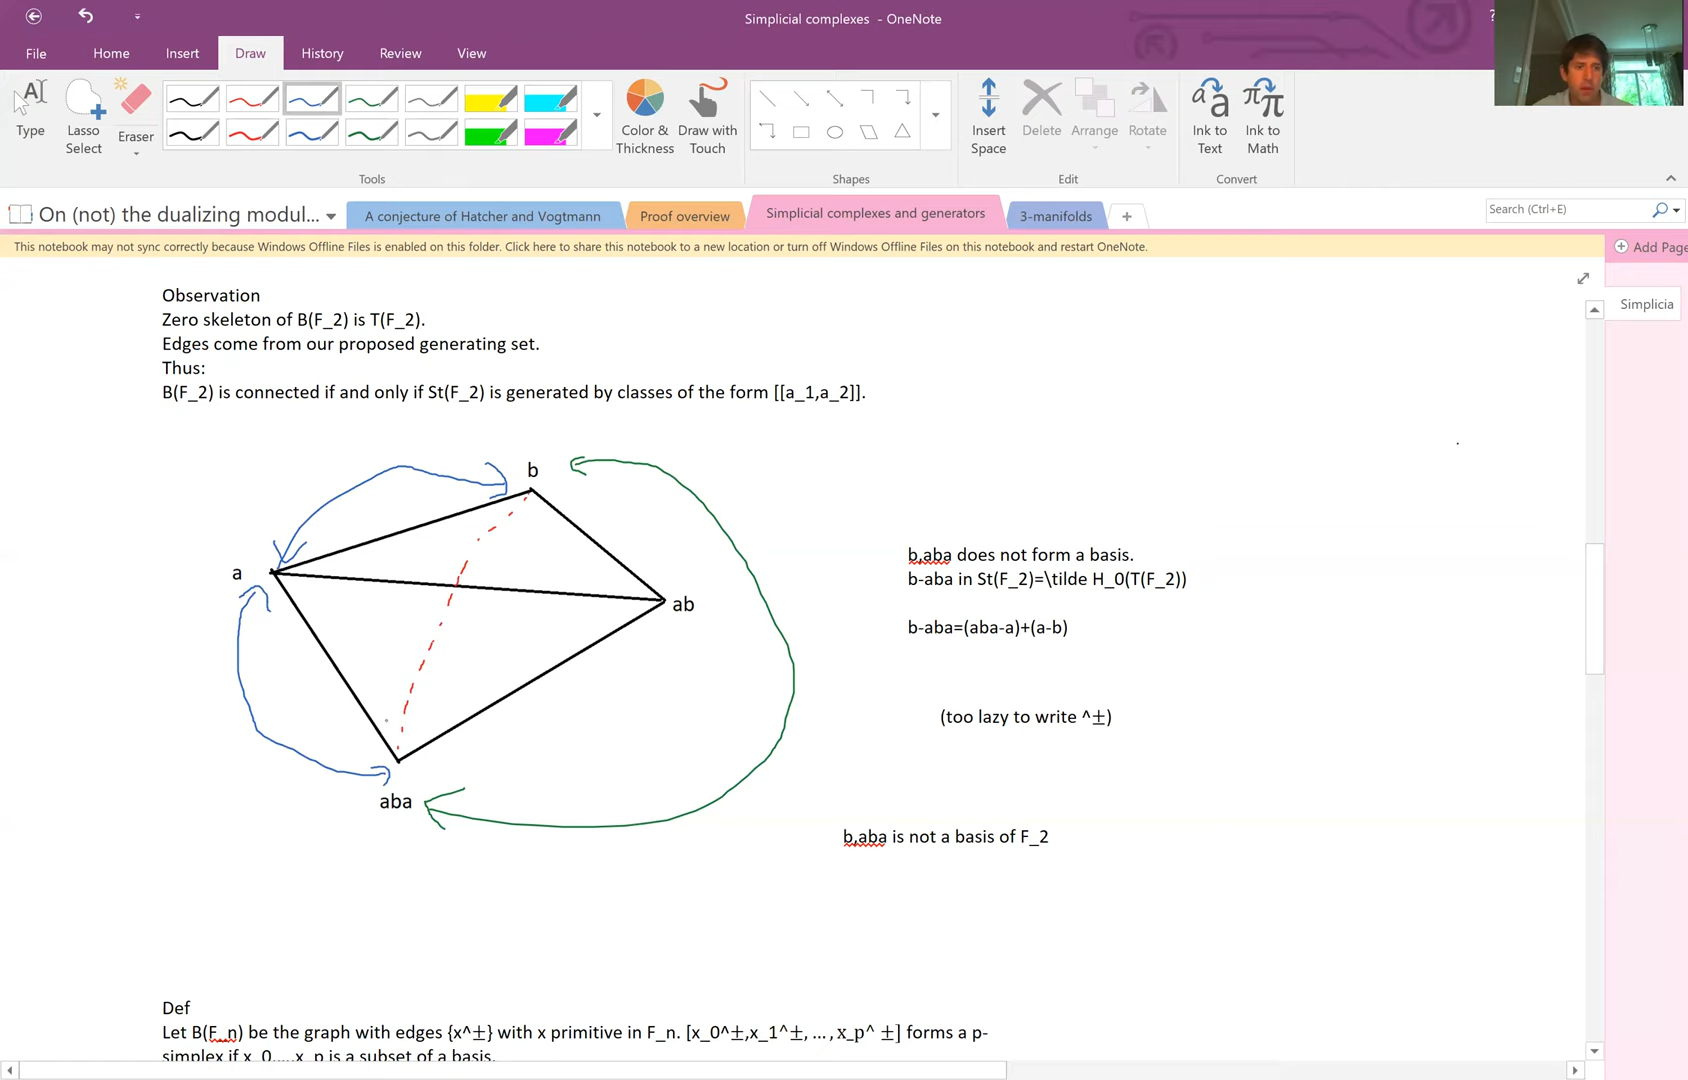 Simplicial complexes - OneNote
?
File
Home
Insert
Draw
History
Review
View
Type
Lasso Select
Eraser
Color & Thickness
Draw with Touch
Insert Space
Delete
Arrange
Rotate
Ink to Text
Ink to Math
Tools
Shapes
Edit
Convert
On (not) the dualizing modul...
A conjecture of Hatcher and Vogtmann
Proof overview
Simplicial complexes and generators
3-manifolds
Search (Ctrl+E)
This notebook may not sync correctly because Windows Offline Files is enabled on this folder. Click here to share this notebook to a new location or turn off Windows Offline Files on this notebook and restart OneNote.
Add Page
Simplicia
Observation
Zero skeleton of B(F_2) is T(F_2).
Edges come from our proposed generating set.
Thus:
B(F_2) is connected if and only if St(F_2) is generated by classes of the form [[a_1,a_2]].
b
a
ab
aba
b,aba does not form a basis.
b-aba in St(F_2)=\tilde H_0(T(F_2))
b-aba=(aba-a)+(a-b)
(too lazy to write ^±)
b,aba is not a basis of F_2
Def
Let B(F_n) be the graph with edges {x^±} with x primitive in F_n. [x_0^±,x_1^±, ... , x_p^ ±] forms a p-
simplex if x_0,...,x_p is a subset of a basis.